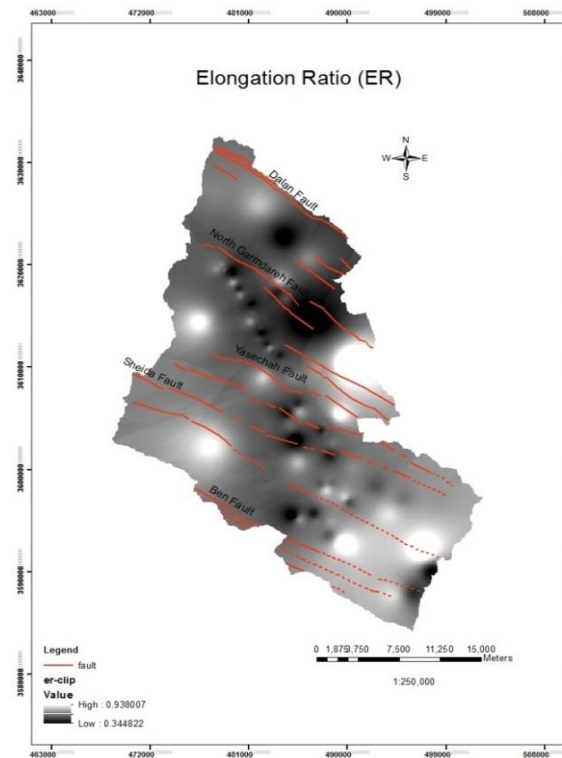 463000 472000 481000 490000 499000 508000
3640000
Elongation Ratio (ER)
N
W E
S
3630000
Dalan Fault
3620000
North Garmdareh Fault
3610000
Yasechah Fault
Sheida Fault
3600000
Ben Fault
3590000
Legend
fault
er-clip
Value
High : 0.938007
Low : 0.344822
0 1,875 3,750 7,500 11,250 15,000
Meters
1:250,000
3580000
463000 472000 481000 490000 499000 508000